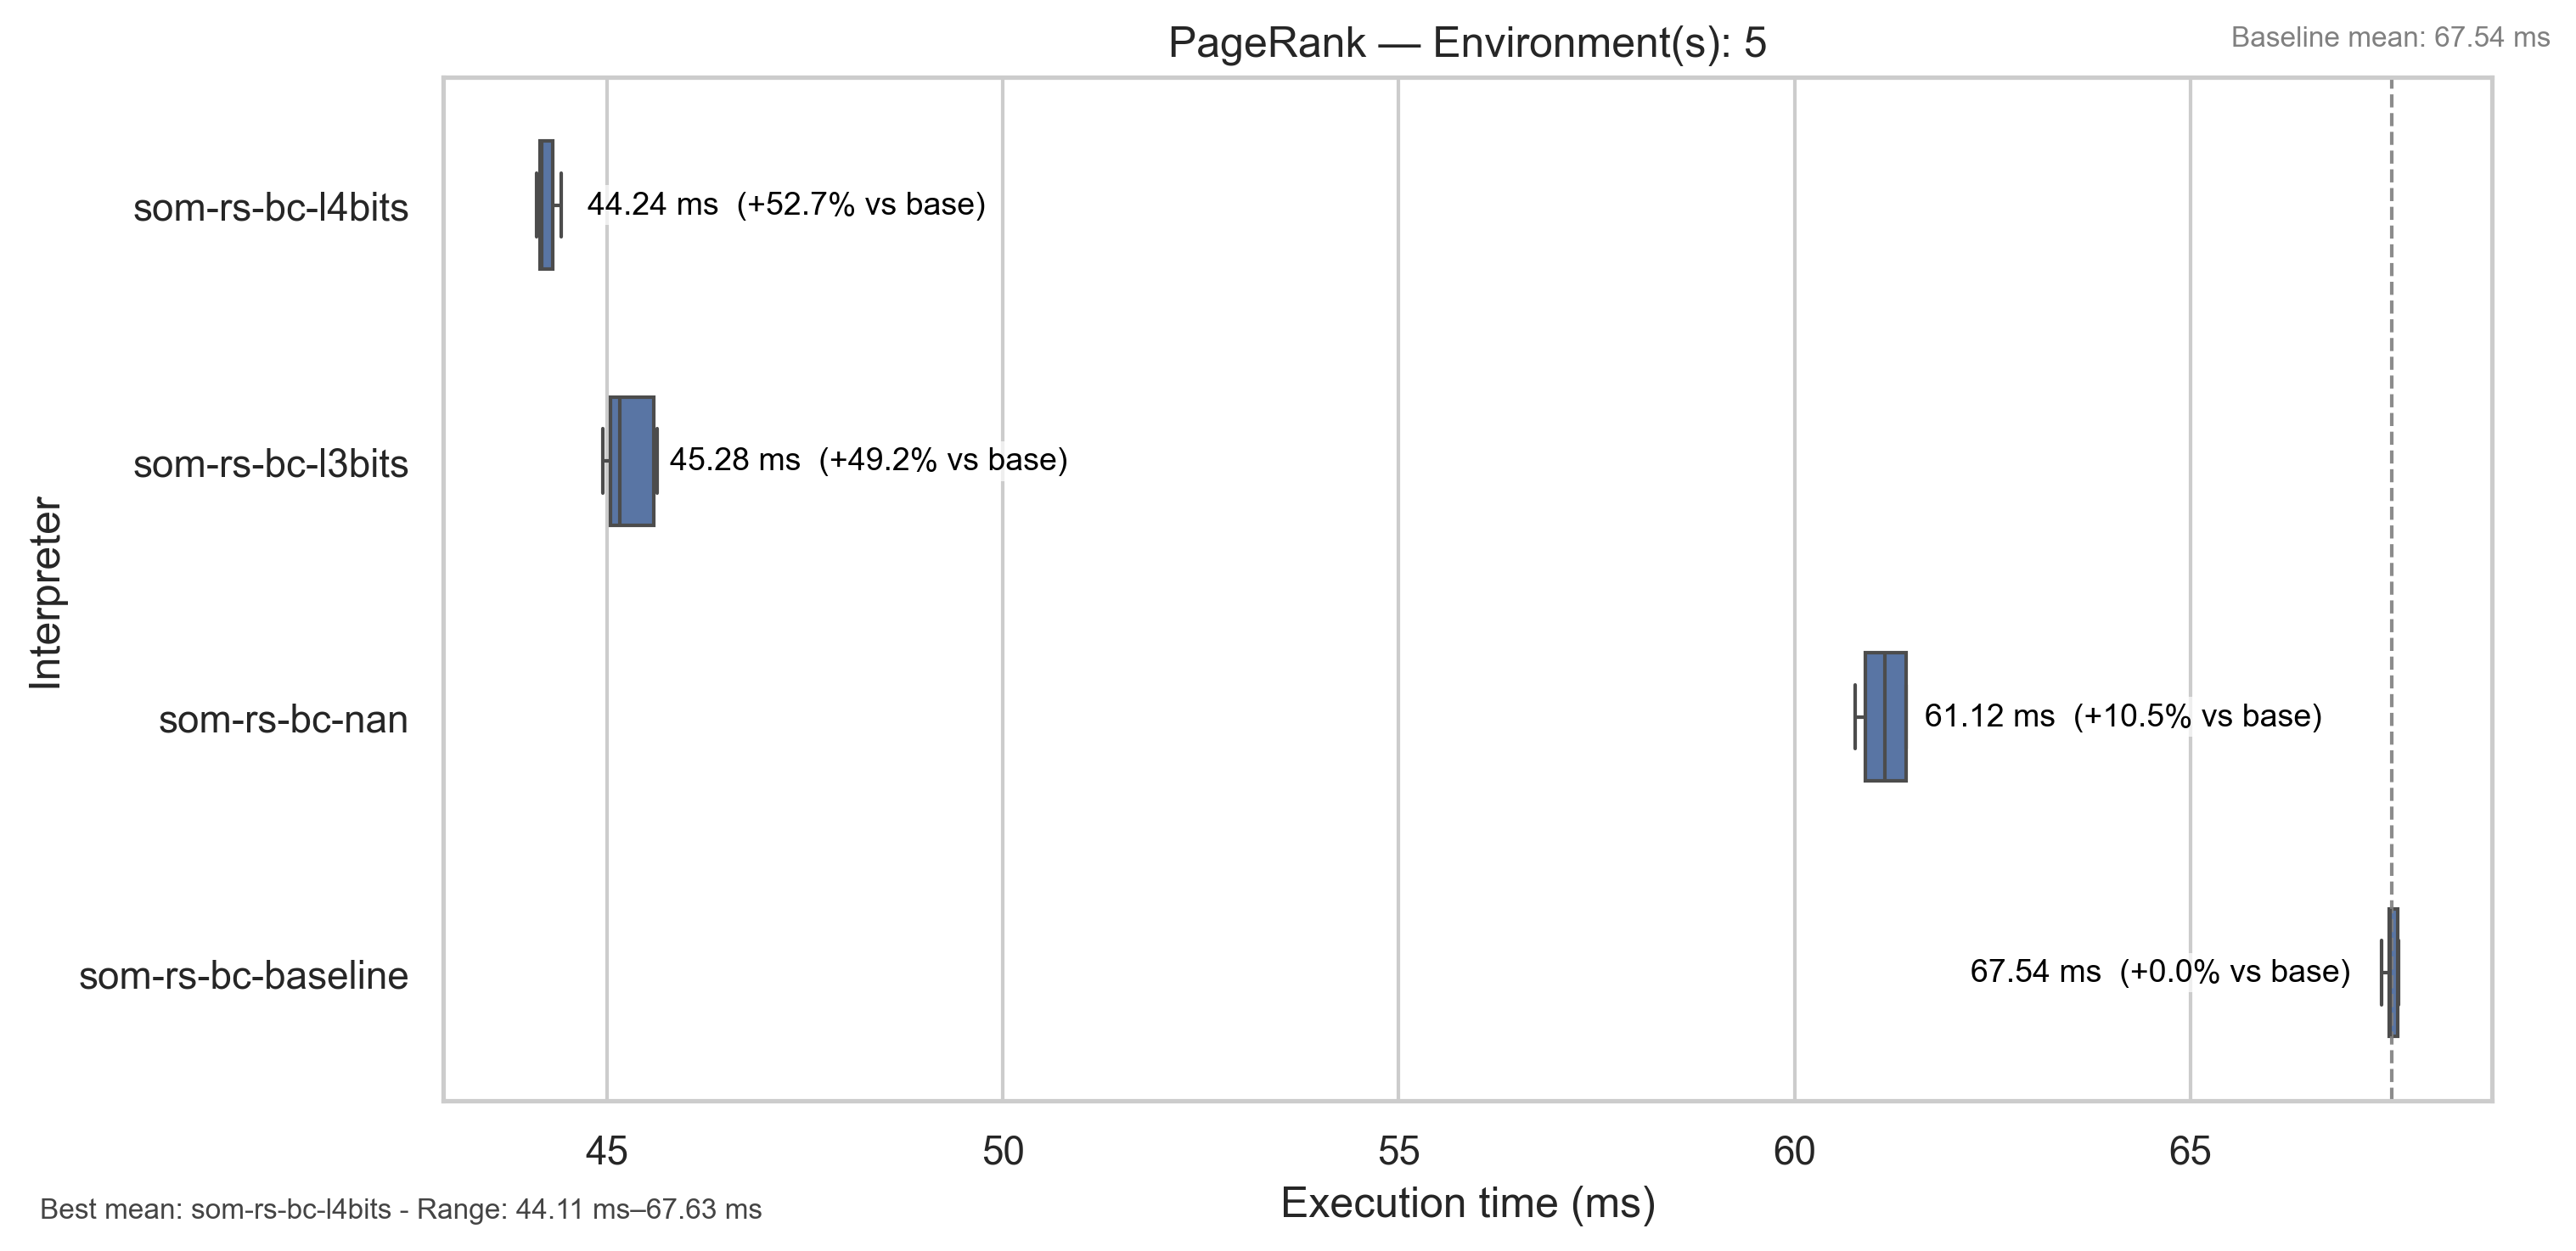 PageRank — Environment(s): 5
Baseline mean: 67.54 ms
Interpreter
som-rs-bc-l4bits
44.24 ms (+52.7% vs base)
som-rs-bc-l3bits
45.28 ms (+49.2% vs base)
som-rs-bc-nan
61.12 ms (+10.5% vs base)
som-rs-bc-baseline
67.54 ms (+0.0% vs base)
45 50 55 60 65
Execution time (ms)
Best mean: som-rs-bc-l4bits - Range: 44.11 ms–67.63 ms